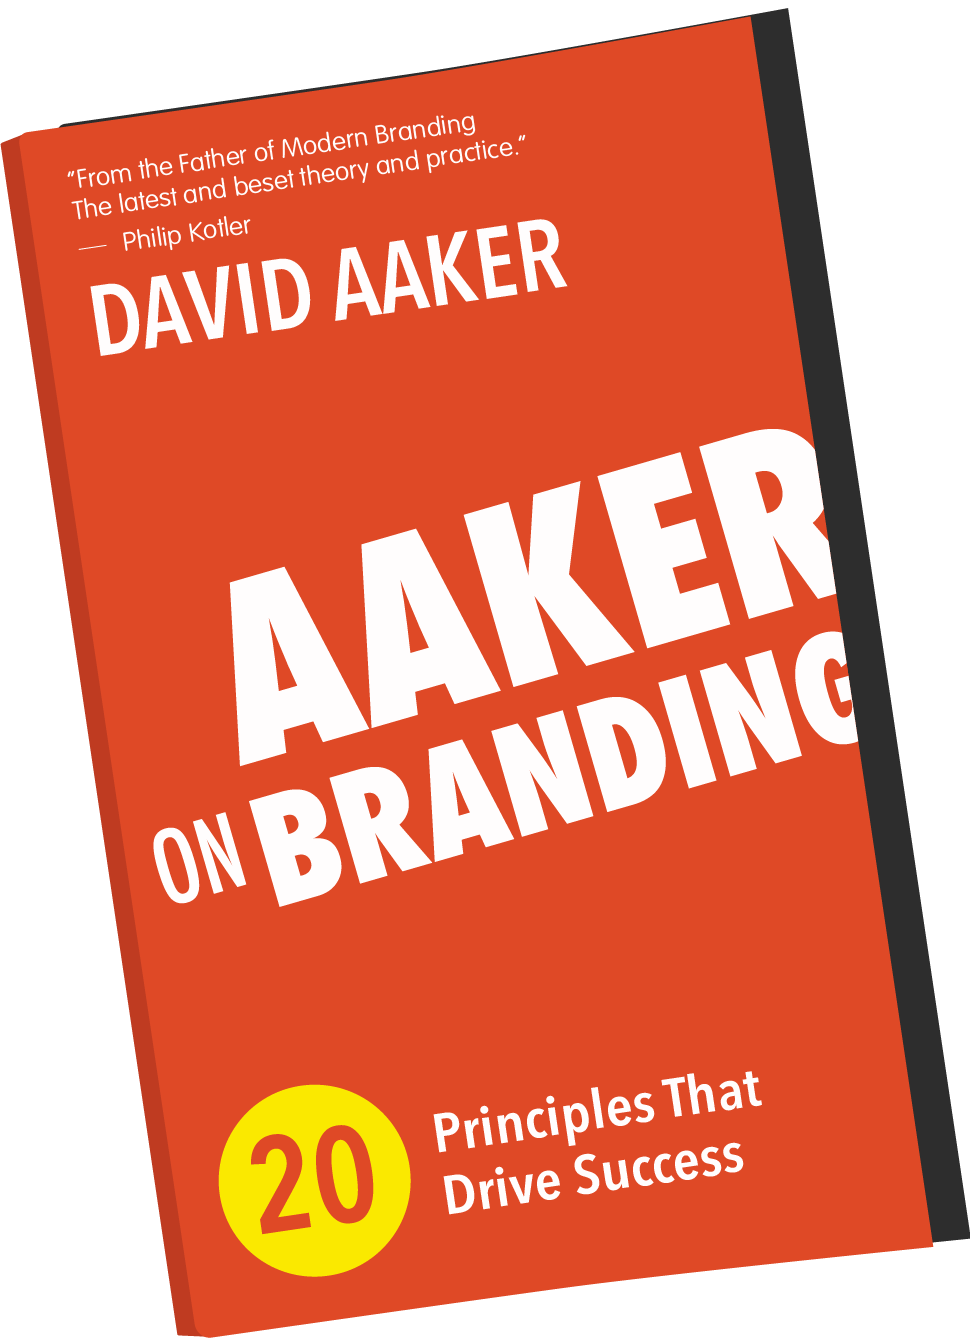 “From the Father of Modern Branding
The latest and beset theory and practice.”
— Philip Kotler
DAVID AAKER
AAKER
ON BRANDING
20
Principles That
Drive Success